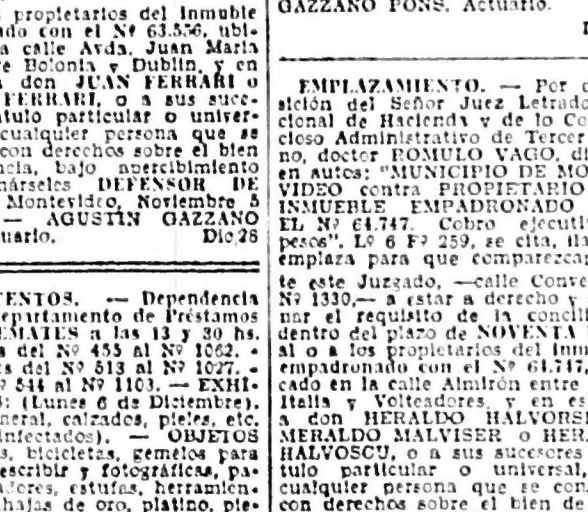 propietarios del Inmuble
ado con el Nº 63.556, ubi-
a calle Avda. Juan Maria
e Bolonia y Dublin, y en
a don JUAN FERRARI o
FERRARI, o a sus suce-
ítulo particular o univer-
cualquier persona que se
con derechos sobre el bien
ncia, bajo apercibimiento
nárseles DEFENSOR DE
Montevideo, Noviembre 5
— AGUSTIN GAZZANO
uario. Dic.28
TENTOS. — Dependencia
epartamento de Préstamos
EMATES a las 13 y 30 hs.
s del Nº 455 al Nº 1062. -
s del Nº 513 al Nº 1027. -
º 544 al Nº 1103. — EXHI-
: (Lunes 6 de Diciembre).
neral, calzados, pieles, etc.
infectados). — OBJETOS
s, bicicletas, gemelos para
escribir y fotográficas, pa-
adores, estufas, herramien-
lhajas de oro, platino, pie-
GAZZANO PONS, Actuario.
EMPLAZAMIENTO. — Por d
sición del Señor Juez Letrado
cional de Hacienda y de lo Co
cioso Administrativo de Tercer
no, doctor ROMULO VAGO, di
en autos: "MUNICIPIO DE MO
VIDEO contra PROPIETARIO
INMUEBLE EMPADRONADO
EL Nº 64.747. Cobro ejecuti
pesos". Lº 6 Fº 259, se cita, lla
emplaza para que comparezca
te este Juzgado, —calle Conve
Nº 1330,— a estar a derecho y
nar el requisito de la concili
dentro del plazo de NOVENTA
al o a los propietarios del inm
empadronado con el Nº 64.747,
cado en la calle Almirón entre
Italia y Volteadores, y en es
a don HERALDO HALVORS
MERALDO MALVISER o HER
HALVOSCU, o a sus sucesores
tulo particular o universal,
cualquier persona que se con
con derechos sobre el bien de